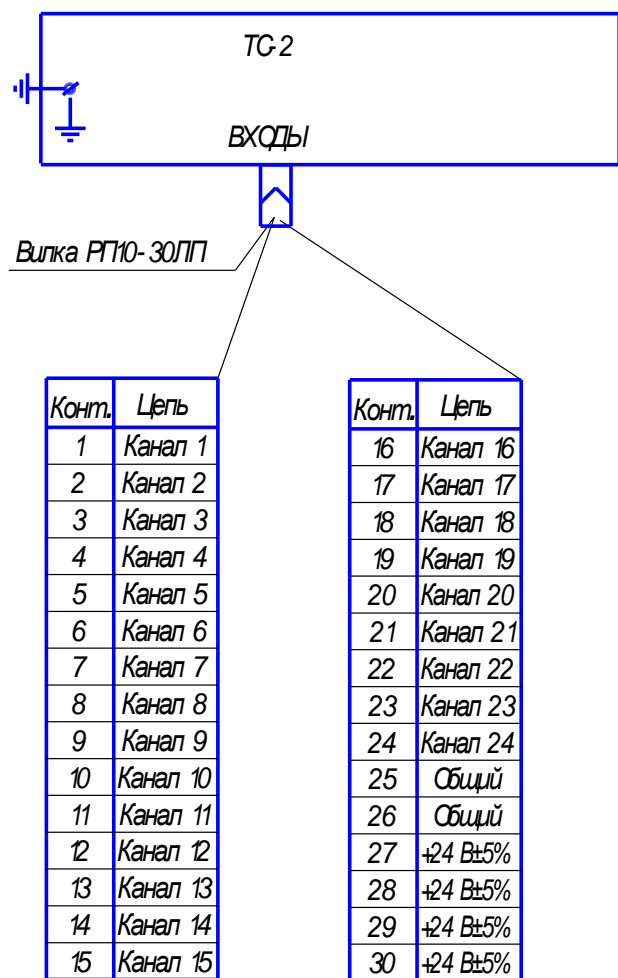 ТС-2
ВХОДЫ
Вилка РП10-30ЛП
Конт. Цепь
1 Канал 1
2 Канал 2
3 Канал 3
4 Канал 4
5 Канал 5
6 Канал 6
7 Канал 7
8 Канал 8
9 Канал 9
10 Канал 10
11 Канал 11
12 Канал 12
13 Канал 13
14 Канал 14
15 Канал 15
Конт. Цепь
16 Канал 16
17 Канал 17
18 Канал 18
19 Канал 19
20 Канал 20
21 Канал 21
22 Канал 22
23 Канал 23
24 Канал 24
25 Общий
26 Общий
27 +24 В±5%
28 +24 В±5%
29 +24 В±5%
30 +24 В±5%